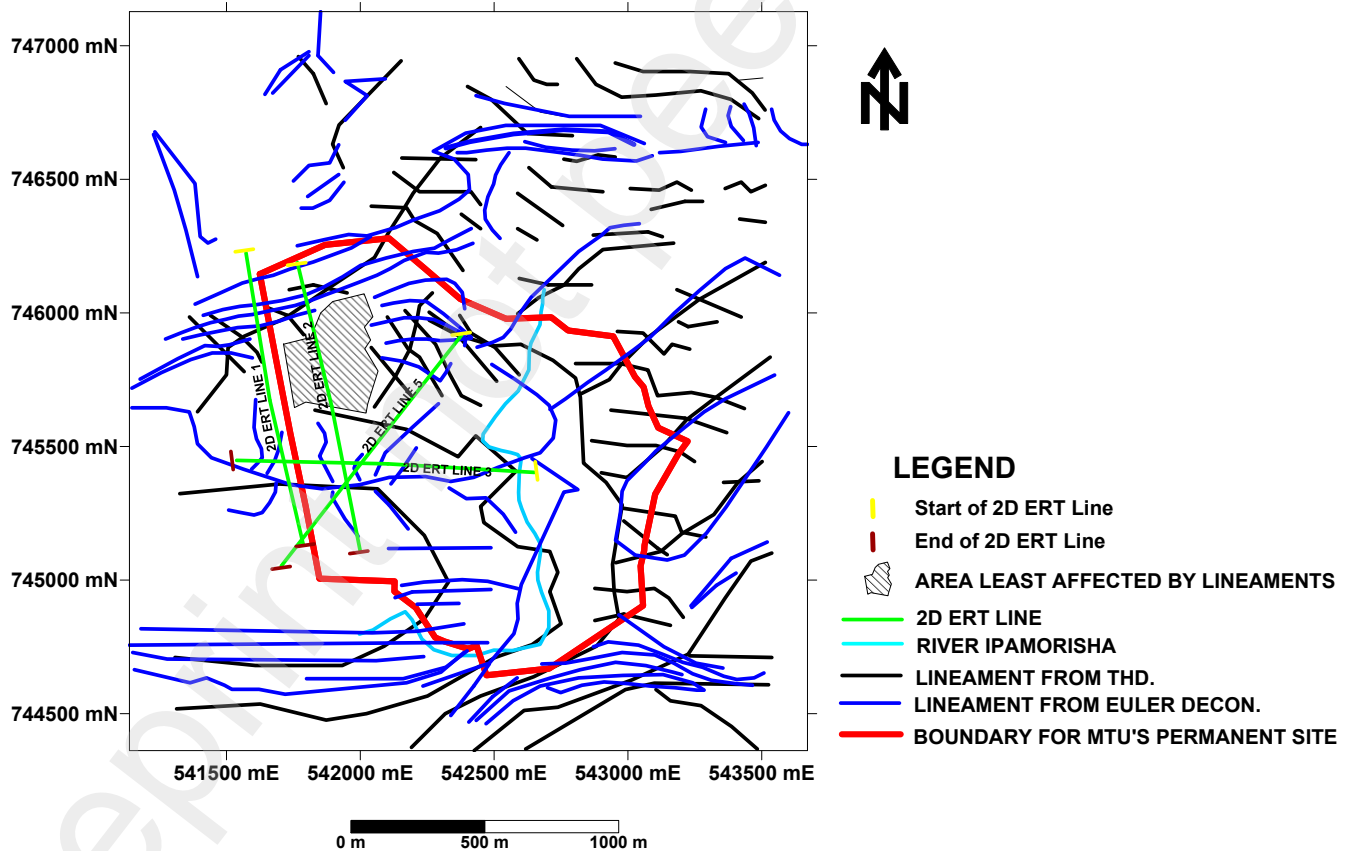 747000 mN
746500 mN
746000 mN
745500 mN
745000 mN
744500 mN
541500 mE
542000 mE
542500 mE
543000 mE
543500 mE
0 m
500 m
1000 m
2D ERT LINE 1
2D ERT LINE 2
2D ERT LINE 5
2D ERT LINE 3
N
LEGEND
Start of 2D ERT Line
End of 2D ERT Line
AREA LEAST AFFECTED BY LINEAMENTS
2D ERT LINE
RIVER IPAMORISHA
LINEAMENT FROM THD.
LINEAMENT FROM EULER DECON.
BOUNDARY FOR MTU'S PERMANENT SITE
eprint not pee